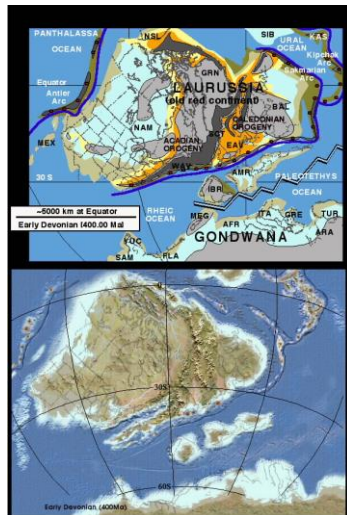 PANTHALASSA
OCEAN
NSL
SIB
URAL
OCEAN
KAS
Kipchak
Arc
Sakmarian
Arc
Equator
Antler
Arc
GRN
LAURUSSIA
(old red continent)
BAL
CALEDONIAN
OROGENY
NAM
SCT
ACADIAN
OROGENY
EAV
MEX
WAV
AMR
PALEOTETHYS
OCEAN
30 S
IBR
~5000 km at Equator
Early Devonian (400.00 Ma)
RHEIC
OCEAN
MEG
AFR
ITA
GRE
TUR
ARA
GONDWANA
YUC
SAM
FLA
30S
60S
Early Devonian (400Ma)